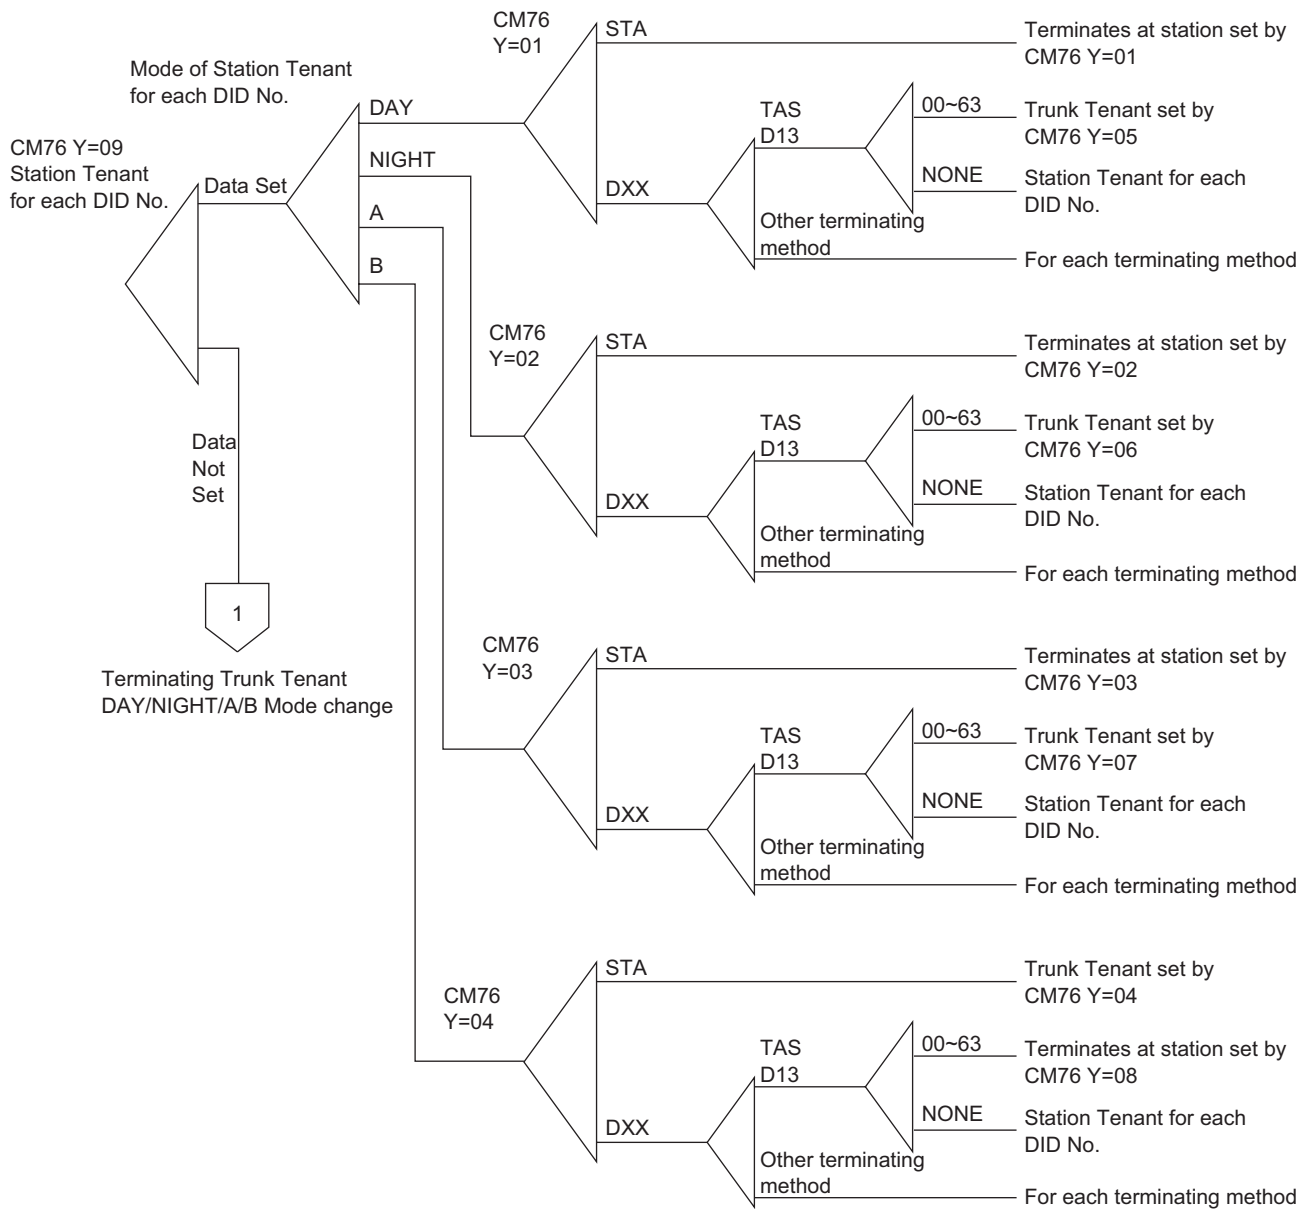 CM76
Y=01
STA
Terminates at station set by
CM76 Y=01
Mode of Station Tenant
for each DID No.
DAY
TAS
D13
00~63
Trunk Tenant set by
CM76 Y=05
CM76 Y=09
Station Tenant
for each DID No.
Data Set
NIGHT
DXX
NONE
Station Tenant for each
DID No.
A
Other terminating
method
B
For each terminating method
CM76
Y=02
STA
Terminates at station set by
CM76 Y=02
TAS
D13
00~63
Trunk Tenant set by
CM76 Y=06
Data
Not
Set
DXX
NONE
Station Tenant for each
DID No.
Other terminating
method
For each terminating method
1
Terminating Trunk Tenant
DAY/NIGHT/A/B Mode change
CM76
Y=03
STA
Terminates at station set by
CM76 Y=03
TAS
D13
00~63
Trunk Tenant set by
CM76 Y=07
DXX
NONE
Station Tenant for each
DID No.
Other terminating
method
For each terminating method
CM76
Y=04
STA
Trunk Tenant set by
CM76 Y=04
TAS
D13
00~63
Terminates at station set by
CM76 Y=08
DXX
NONE
Station Tenant for each
DID No.
Other terminating
method
For each terminating method